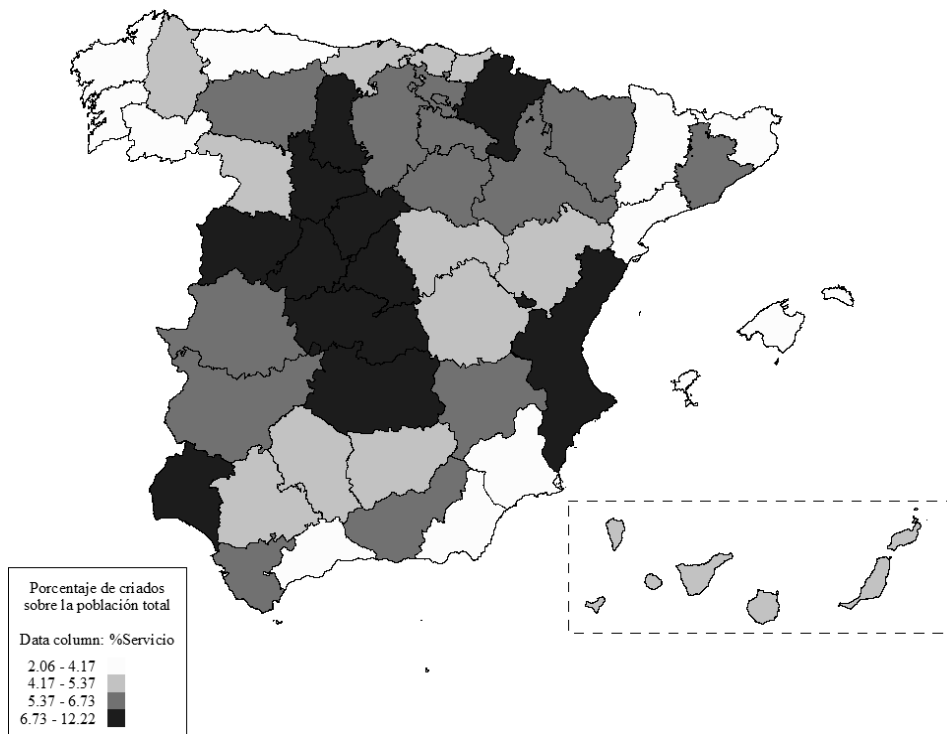 Porcentaje de criados
sobre la población total
Data column: %Servicio
2.06 - 4.17
4.17 - 5.37
5.37 - 6.73
6.73 - 12.22